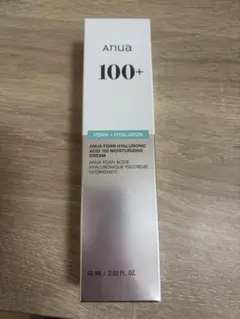 Anua
100+
PDRN + HYALURON
ANUA PDRN HYALURONIC
ACID 100 MOISTURIZING
CREAM
ANUA PDRN ACIDE
HYALURONIQUE 100 CRÈME
HYDRATANTE
60 ML / 2.02 FL. OZ.